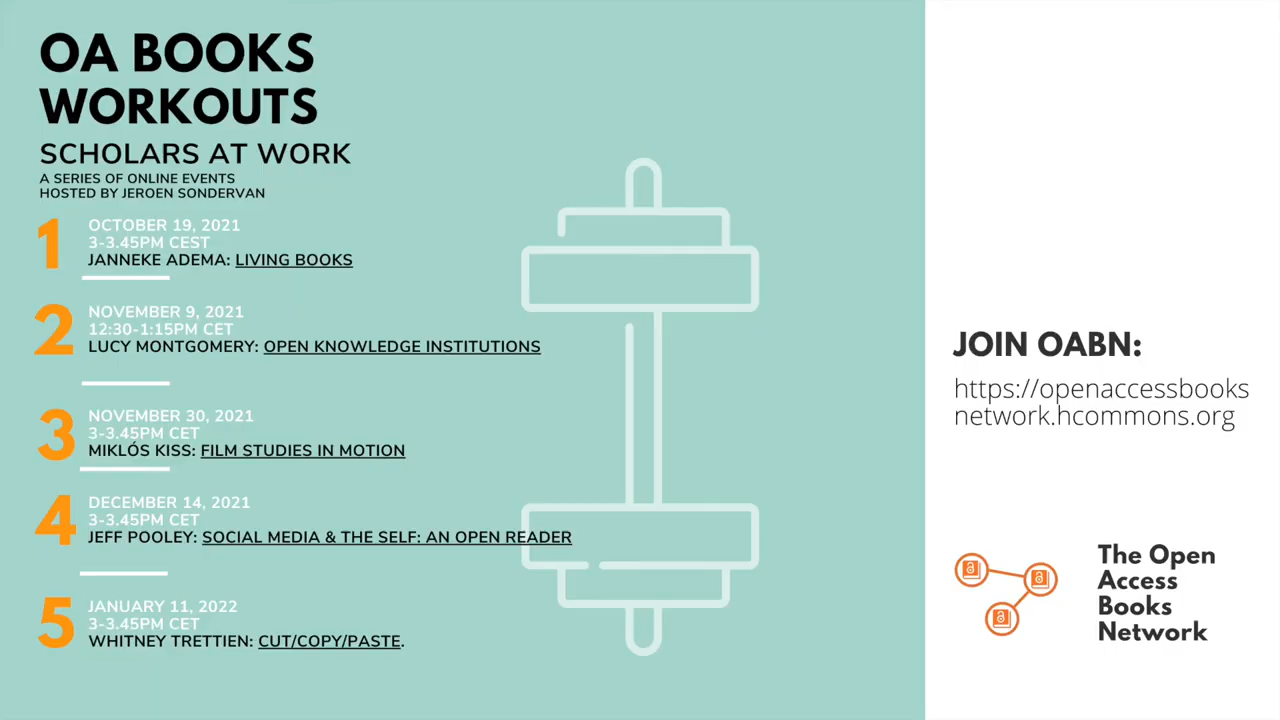 OA BOOKS
WORKOUTS
SCHOLARS AT WORK
A SERIES OF ONLINE EVENTS
HOSTED BY JEROEN SONDERVAN
1
OCTOBER 19, 2021
3-3.45PM CEST
JANNEKE ADEMA: LIVING BOOKS
2
NOVEMBER 9, 2021
12:30-1:15PM CET
LUCY MONTGOMERY: OPEN KNOWLEDGE INSTITUTIONS
3
NOVEMBER 30, 2021
3-3.45PM CET
MIKLÓS KISS: FILM STUDIES IN MOTION
4
DECEMBER 14, 2021
3-3.45PM CET
JEFF POOLEY: SOCIAL MEDIA & THE SELF: AN OPEN READER
5
JANUARY 11, 2022
3-3.45PM CET
WHITNEY TRETTIEN: CUT/COPY/PASTE.
JOIN OABN:
https://openaccessbooks
network.hcommons.org
The Open
Access
Books
Network